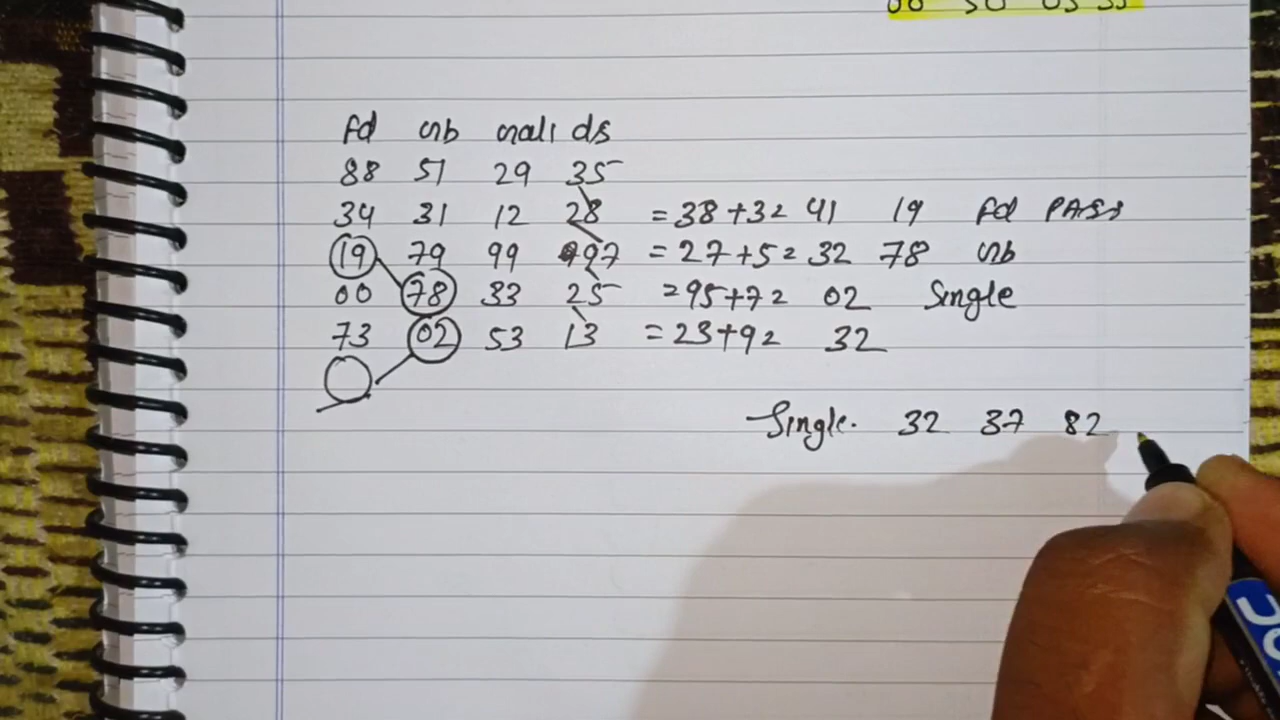 Fd GB Gali ds
88 51 29 35
34 31 12 28 =38+3= 41 19 Fd PASS
19 79 99 97 =27+5= 32 78 GB
00 78 33 25 =95+7= 02 Single
73 02 53 13 =23+9= 32
Single. 32 37 82